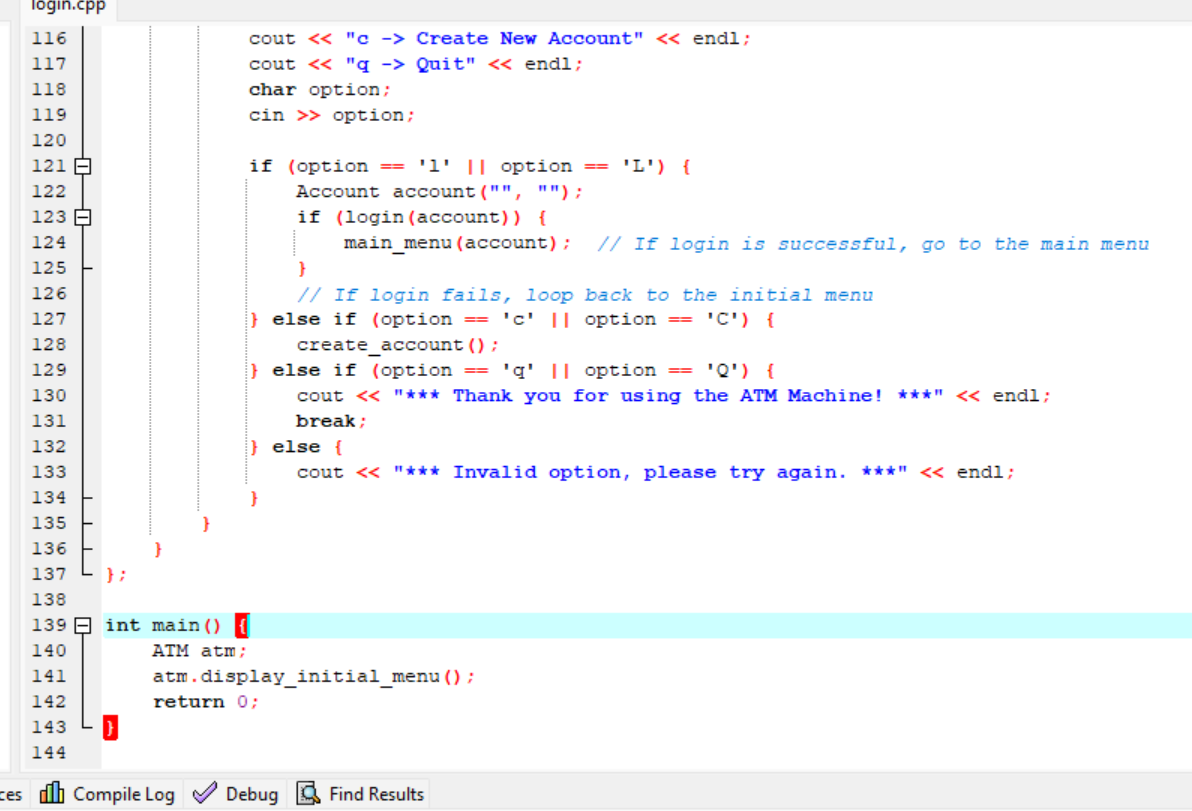 login.cpp
116 cout << "c -> Create New Account" << endl;
117 cout << "q -> Quit" << endl;
118 char option;
119 cin >> option;
120
121 if (option == 'l' || option == 'L') {
122 Account account("", "");
123 if (login(account)) {
124 main_menu(account); // If login is successful, go to the main menu
125 }
126 // If login fails, loop back to the initial menu
127 } else if (option == 'c' || option == 'C') {
128 create_account();
129 } else if (option == 'q' || option == 'Q') {
130 cout << "*** Thank you for using the ATM Machine! ***" << endl;
131 break;
132 } else {
133 cout << "*** Invalid option, please try again. ***" << endl;
134 }
135 }
136 }
137 };
138
139 int main() {
140 ATM atm;
141 atm.display_initial_menu();
142 return 0;
143 }
144
ces Compile Log Debug Find Results